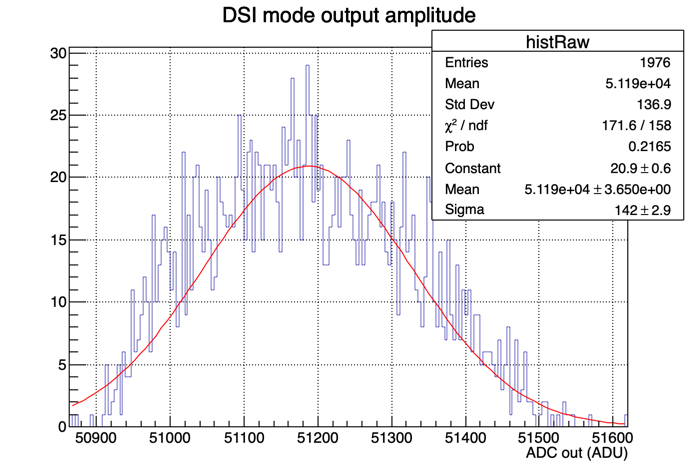 DSI mode output amplitude
histRaw
Entries 1976
Mean 5.119e+04
Std Dev 136.9
χ² / ndf 171.6 / 158
Prob 0.2165
Constant 20.9 ± 0.6
Mean 5.119e+04 ± 3.650e+00
Sigma 142 ± 2.9
30
25
20
15
10
5
0
50900 51000 51100 51200 51300 51400 51500 51600
ADC out (ADU)